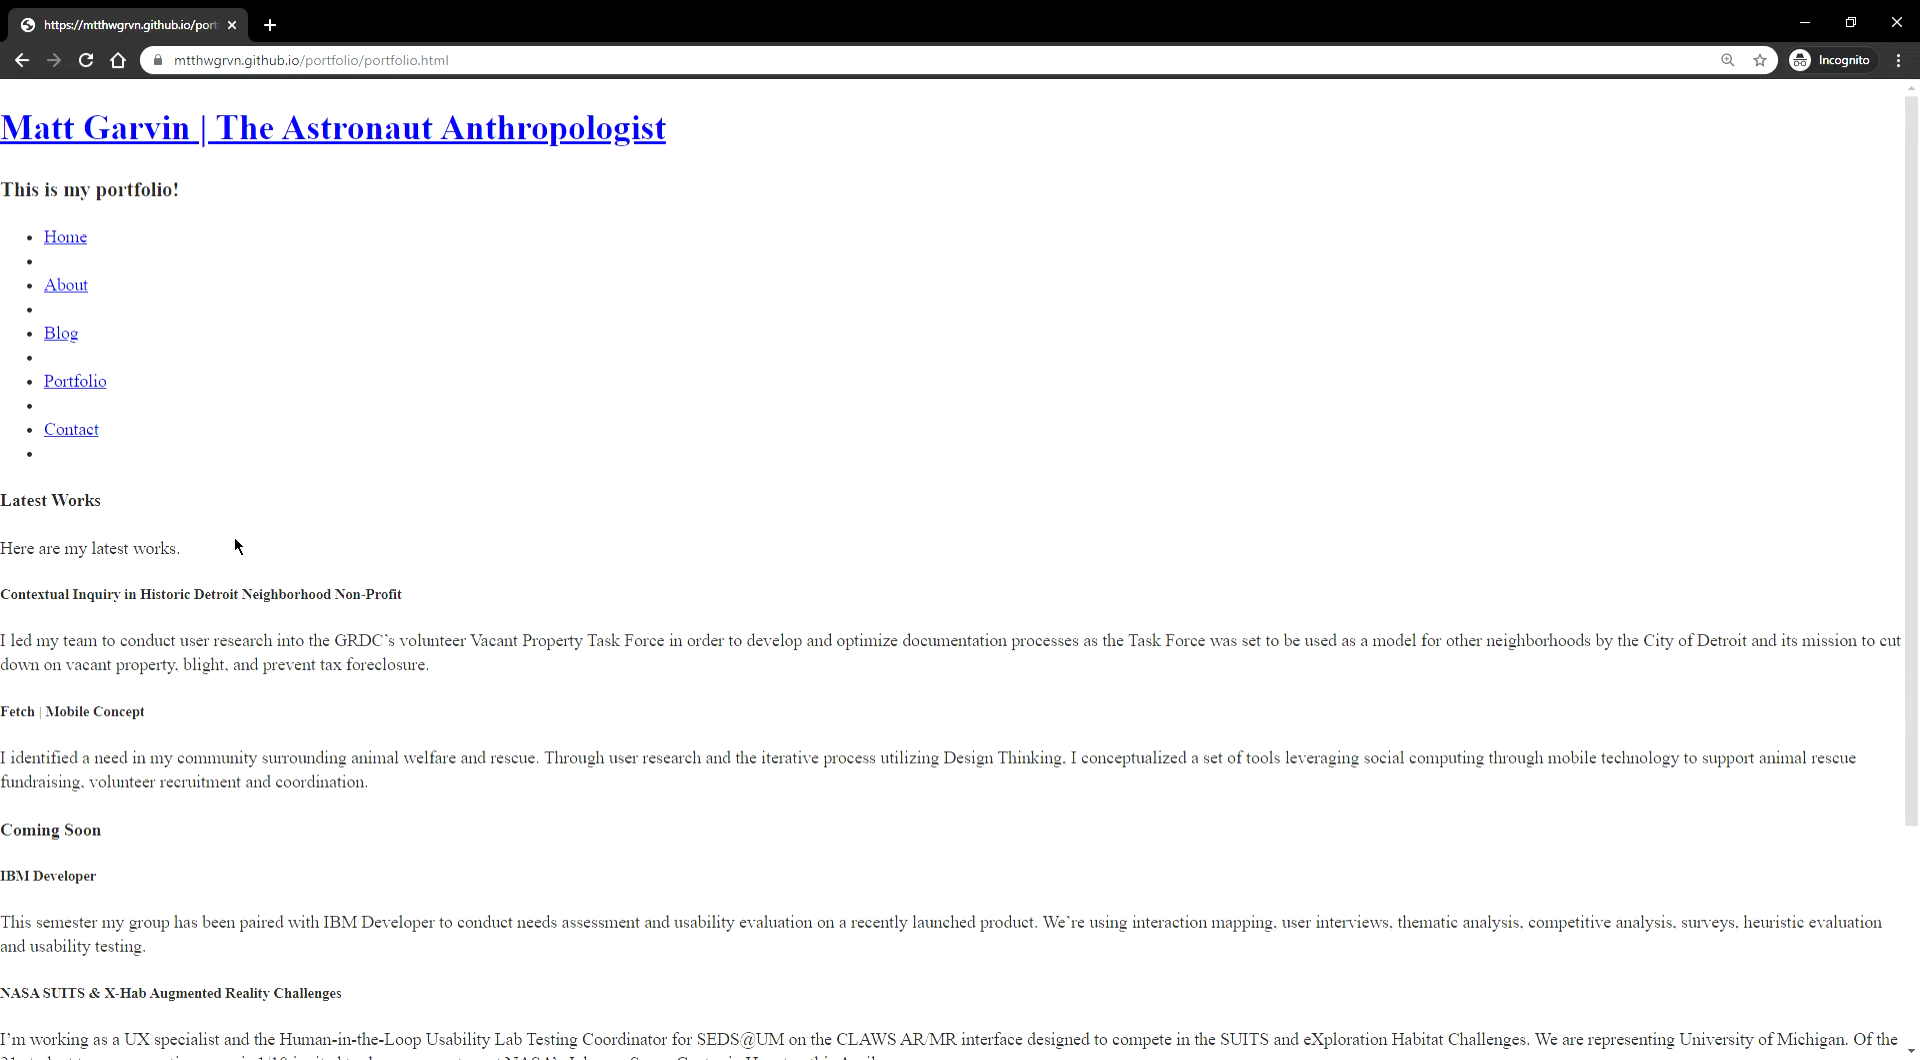 https://mtthwgrvn.github.io/port
mtthwgrvn.github.io/portfolio/portfolio.html
Incognito
Matt Garvin | The Astronaut Anthropologist
This is my portfolio!
Home
About
Blog
Portfolio
Contact
Latest Works
Here are my latest works.
Contextual Inquiry in Historic Detroit Neighborhood Non-Profit
I led my team to conduct user research into the GRDC's volunteer Vacant Property Task Force in order to develop and optimize documentation processes as the Task Force was set to be used as a model for other neighborhoods by the City of Detroit and its mission to cut
down on vacant property, blight, and prevent tax foreclosure.
Fetch | Mobile Concept
I identified a need in my community surrounding animal welfare and rescue. Through user research and the iterative process utilizing Design Thinking, I conceptualized a set of tools leveraging social computing through mobile technology to support animal rescue
fundraising, volunteer recruitment and coordination.
Coming Soon
IBM Developer
This semester my group has been paired with IBM Developer to conduct needs assessment and usability evaluation on a recently launched product. We're using interaction mapping, user interviews, thematic analysis, competitive analysis, surveys, heuristic evaluation
and usability testing.
NASA SUITS & X-Hab Augmented Reality Challenges
I'm working as a UX specialist and the Human-in-the-Loop Usability Lab Testing Coordinator for SEDS@UM on the CLAWS AR/MR interface designed to compete in the SUITS and eXploration Habitat Challenges. We are representing University of Michigan. Of the